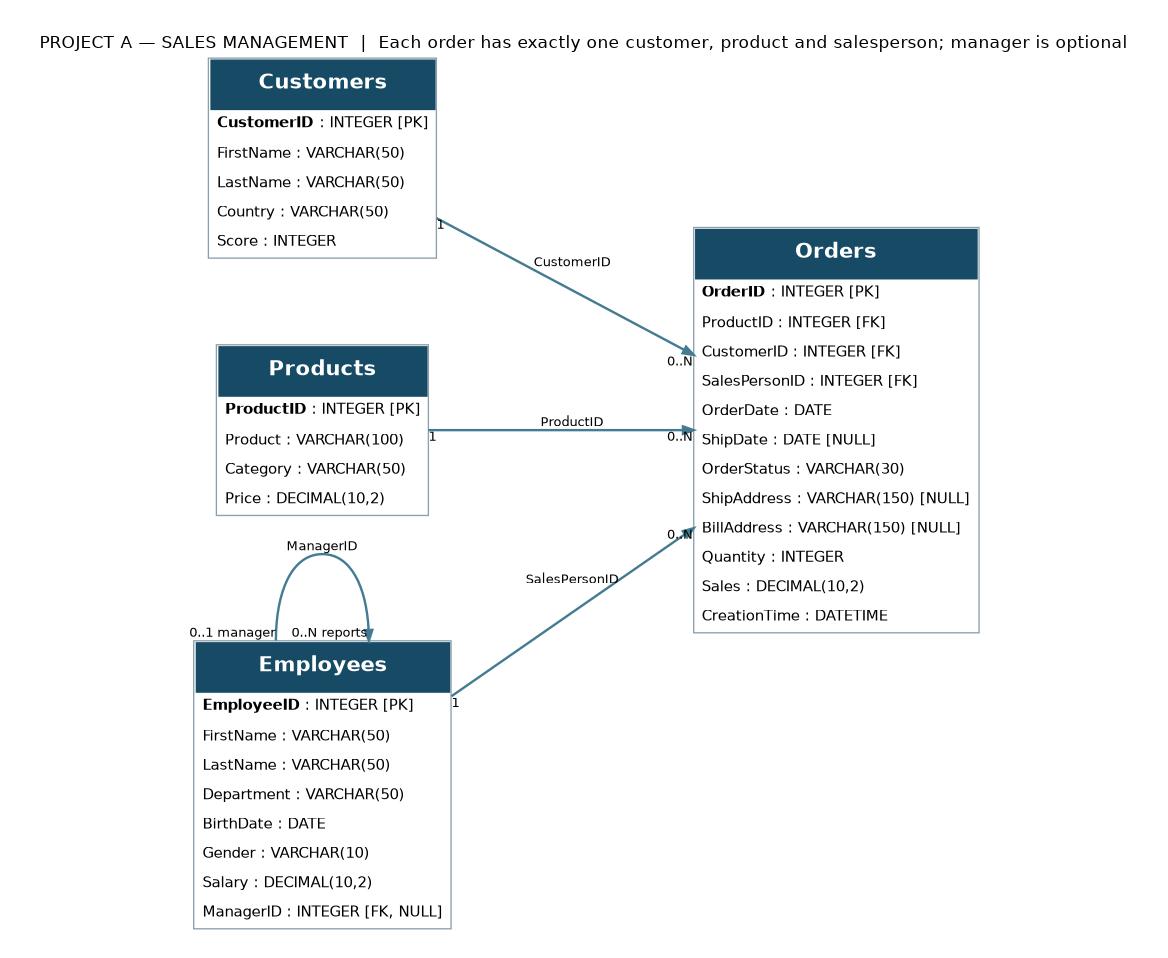 PROJECT A — SALES MANAGEMENT | Each order has exactly one customer, product and salesperson; manager is optional
Customers
CustomerID : INTEGER [PK]
FirstName : VARCHAR(50)
LastName : VARCHAR(50)
Country : VARCHAR(50)
Score : INTEGER
1
CustomerID
0..N
Products
ProductID : INTEGER [PK]
Product : VARCHAR(100)
Category : VARCHAR(50)
Price : DECIMAL(10,2)
1
ProductID
0..N
Orders
OrderID : INTEGER [PK]
ProductID : INTEGER [FK]
CustomerID : INTEGER [FK]
SalesPersonID : INTEGER [FK]
OrderDate : DATE
ShipDate : DATE [NULL]
OrderStatus : VARCHAR(30)
ShipAddress : VARCHAR(150) [NULL]
BillAddress : VARCHAR(150) [NULL]
Quantity : INTEGER
Sales : DECIMAL(10,2)
CreationTime : DATETIME
ManagerID
0..1 manager
0..N reports
Employees
EmployeeID : INTEGER [PK]
FirstName : VARCHAR(50)
LastName : VARCHAR(50)
Department : VARCHAR(50)
BirthDate : DATE
Gender : VARCHAR(10)
Salary : DECIMAL(10,2)
ManagerID : INTEGER [FK, NULL]
1
SalesPersonID
0..N